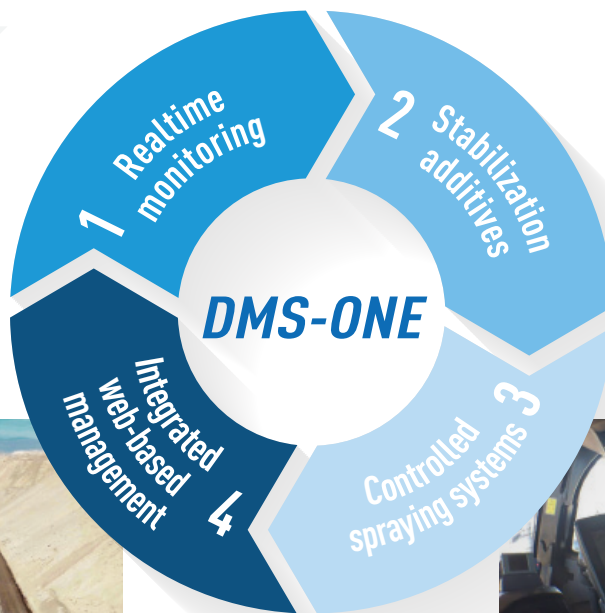 1
Realtime
monitoring
2
Stabilization
additives
DMS-ONE
3
Controlled
spraying systems
4
Integrated
web-based
management